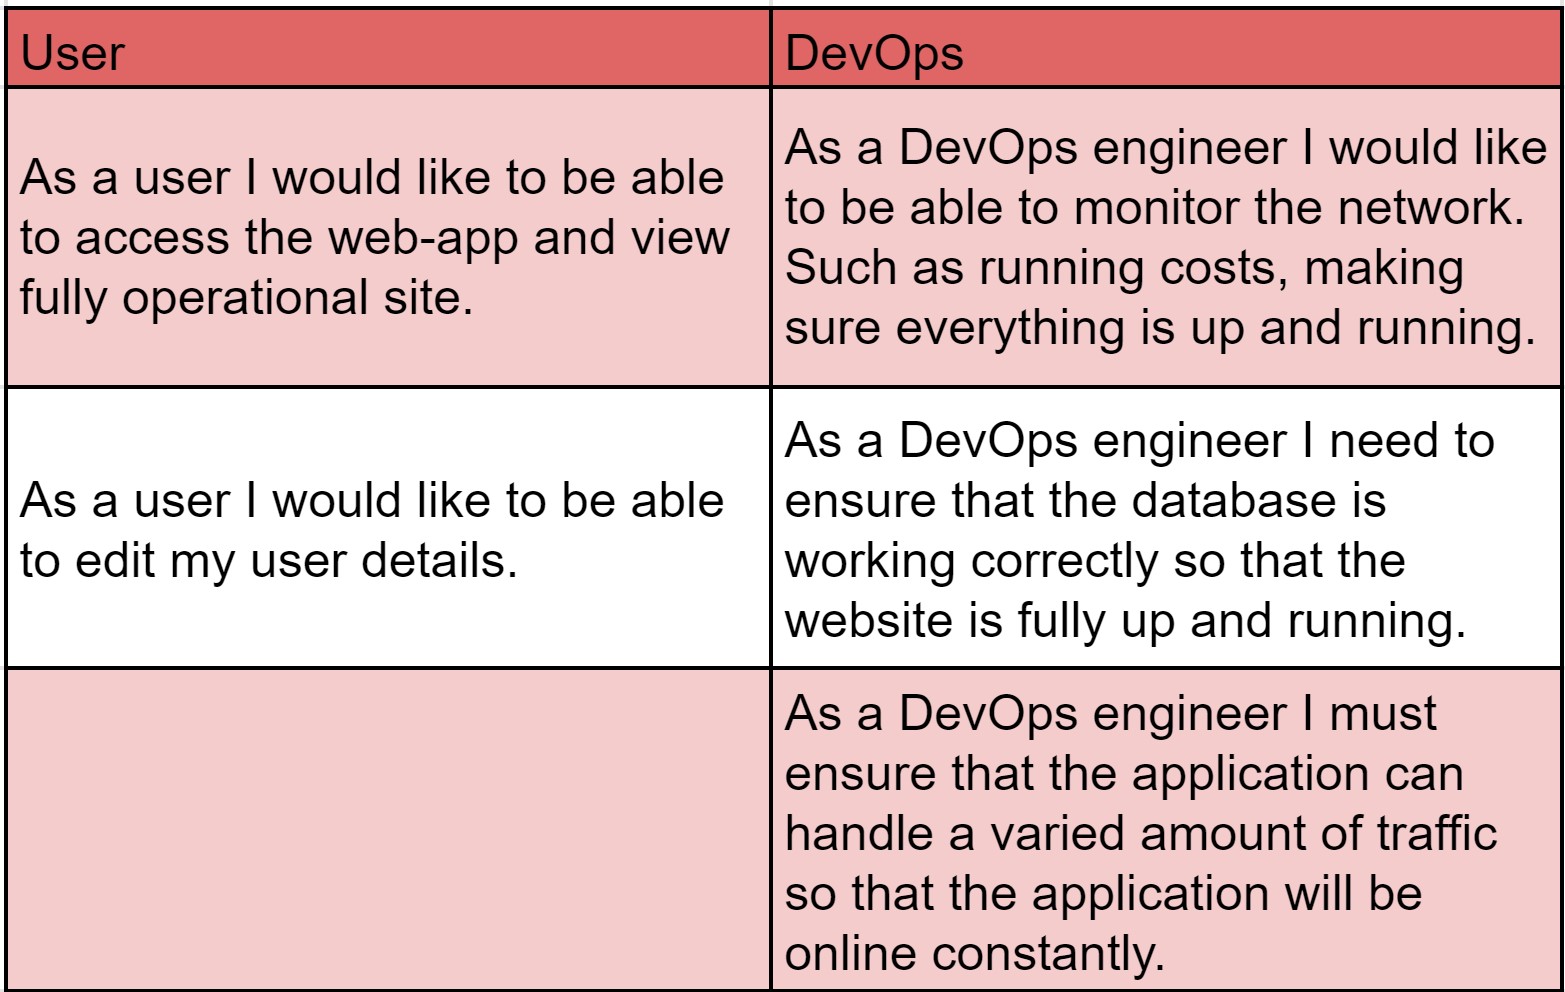 User
DevOps
As a user I would like to be able
to access the web-app and view
fully operational site.
As a DevOps engineer I would like
to be able to monitor the network.
Such as running costs, making
sure everything is up and running.
As a user I would like to be able
to edit my user details.
As a DevOps engineer I need to
ensure that the database is
working correctly so that the
website is fully up and running.
As a DevOps engineer I must
ensure that the application can
handle a varied amount of traffic
so that the application will be
online constantly.